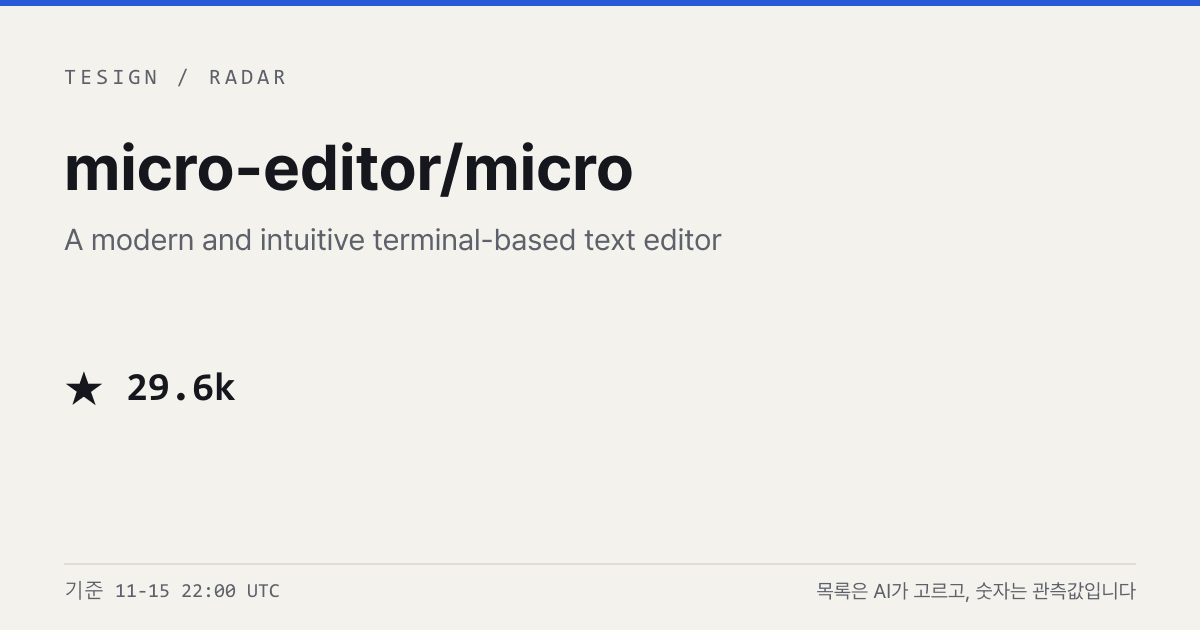 TESIGN / RADAR
micro-editor/micro
A modern and intuitive terminal-based text editor
★ 29.6k
기준 11-15 22:00 UTC
목록은 AI가 고르고, 숫자는 관측값입니다